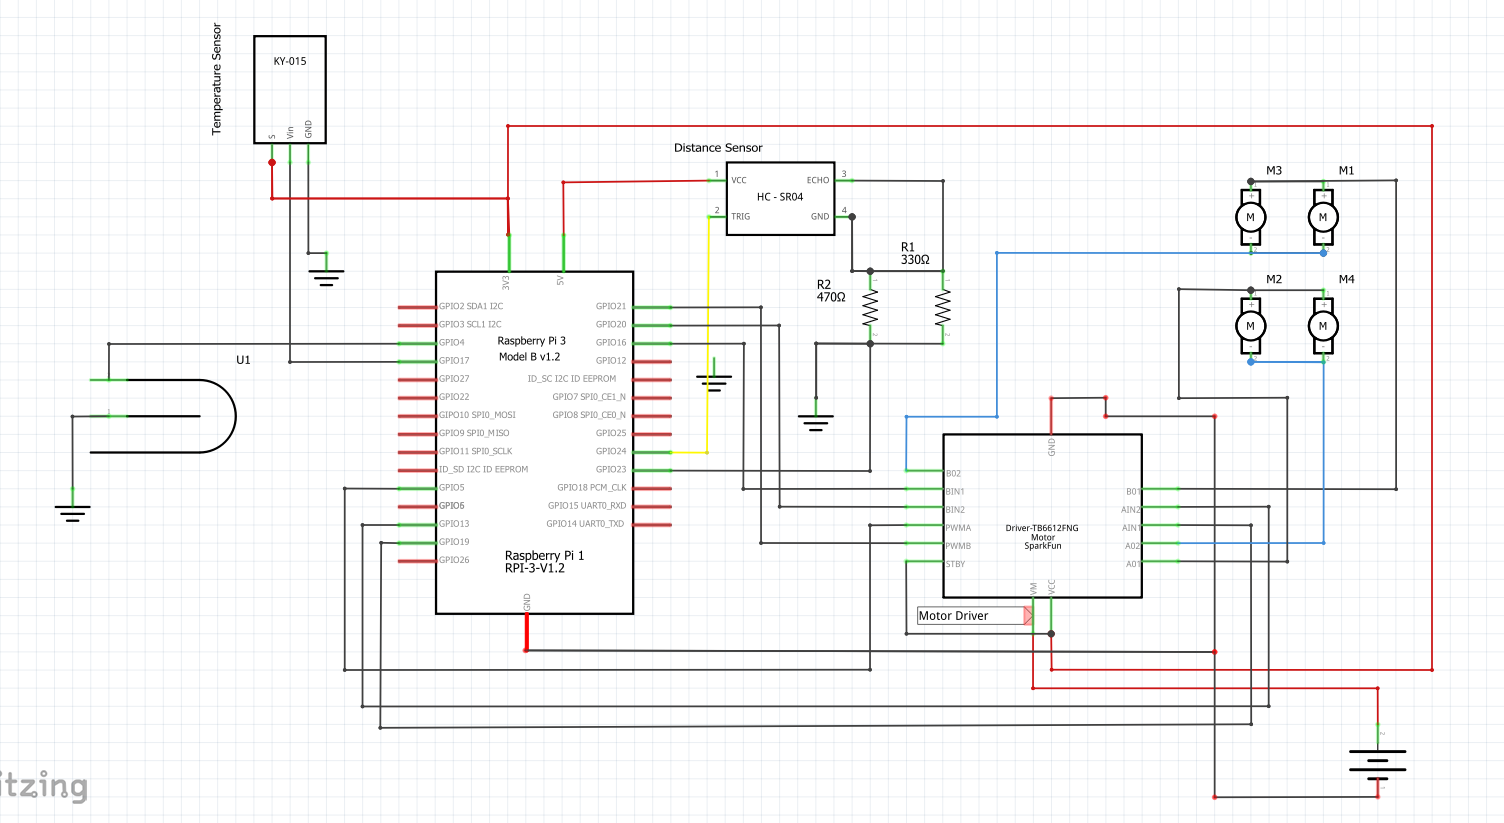 Temperature Sensor
KY-015
S
Vin
GND
Distance Sensor
1
VCC
ECHO
3
HC - SR04
2
TRIG
GND
4
M3
M1
M
M
R1
330Ω
R2
470Ω
M2
M4
M
M
3V3
5V
GPIO2 SDA1 I2C
GPIO21
GPIO3 SCL1 I2C
GPIO20
GPIO4
Raspberry Pi 3
GPIO16
GPIO17
Model B v1.2
GPIO12
GPIO27
ID_SC I2C ID EEPROM
GPIO22
GPIO7 SPI0_CE1_N
GIPO10 SPI0_MOSI
GPIO8 SPI0_CE0_N
GPIO9 SPI0_MISO
GPIO25
GPIO11 SPI0_SCLK
GPIO24
ID_SD I2C ID EEPROM
GPIO23
GPIO5
GPIO18 PCM_CLK
GPIO6
GPIO15 UART0_RXD
GPIO13
GPIO14 UART0_TXD
GPIO19
GPIO26
Raspberry Pi 1
RPI-3-V1.2
GND
U1
GND
B02
BIN1
B01
BIN2
AIN2
PWMA
AIN1
PWMB
A02
STBY
A01
Driver-TB6612FNG
Motor
SparkFun
VM
VCC
Motor Driver
itzing